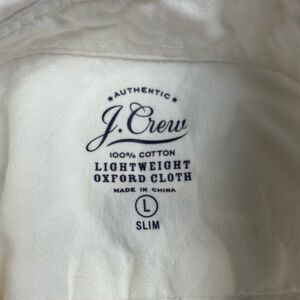 ★AUTHENTIC★
J.Crew
100% COTTON
LIGHTWEIGHT
OXFORD CLOTH
MADE IN CHINA
L
SLIM